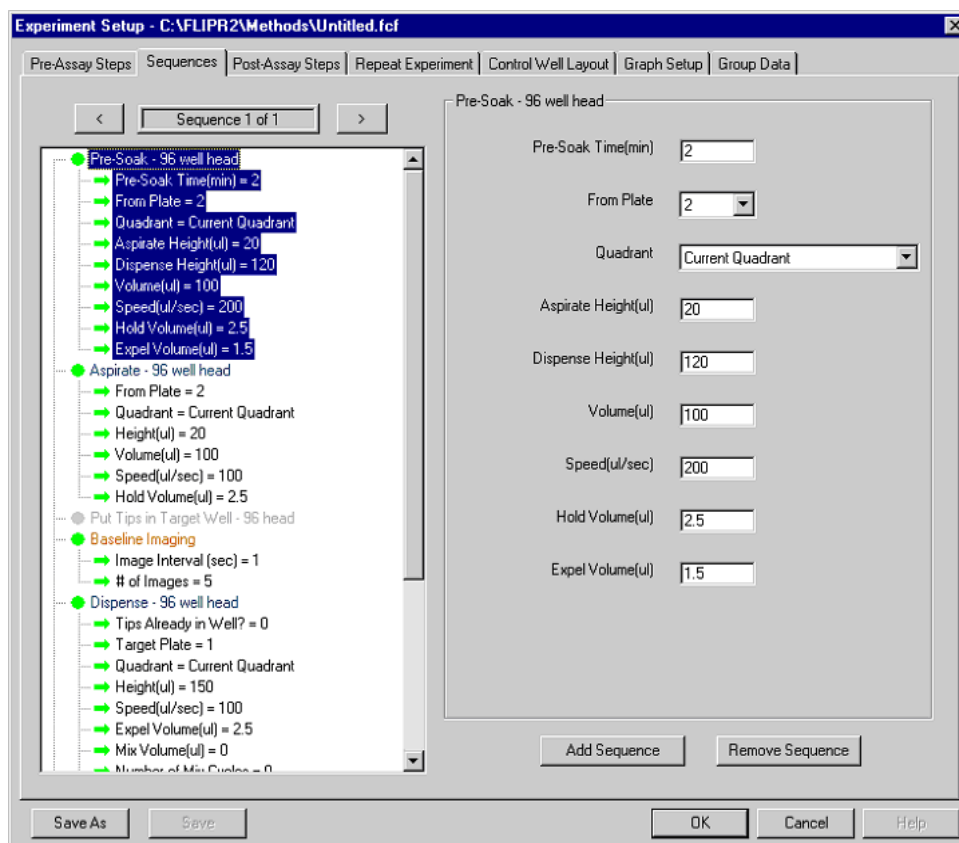 Experiment Setup - C:\FLIPR2\Methods\Untitled.fcf
Pre-Assay Steps Sequences Post-Assay Steps Repeat Experiment Control Well Layout Graph Setup Group Data
< Sequence 1 of 1 >
Pre-Soak - 96 well head
Pre-Soak Time(min) = 2
From Plate = 2
Quadrant = Current Quadrant
Aspirate Height(ul) = 20
Dispense Height(ul) = 120
Volume(ul) = 100
Speed(ul/sec) = 200
Hold Volume(ul) = 2.5
Expel Volume(ul) = 1.5
Aspirate - 96 well head
From Plate = 2
Quadrant = Current Quadrant
Height(ul) = 20
Volume(ul) = 100
Speed(ul/sec) = 100
Hold Volume(ul) = 2.5
Put Tips in Target Well - 96 head
Baseline Imaging
Image Interval (sec) = 1
# of Images = 5
Dispense - 96 well head
Tips Already in Well? = 0
Target Plate = 1
Quadrant = Current Quadrant
Height(ul) = 150
Speed(ul/sec) = 100
Expel Volume(ul) = 2.5
Mix Volume(ul) = 0
Number of Mix Cycles = 0
Pre-Soak - 96 well head
Pre-Soak Time(min) 2
From Plate 2
Quadrant Current Quadrant
Aspirate Height(ul) 20
Dispense Height(ul) 120
Volume(ul) 100
Speed(ul/sec) 200
Hold Volume(ul) 2.5
Expel Volume(ul) 1.5
Add Sequence Remove Sequence
Save As Save OK Cancel Help